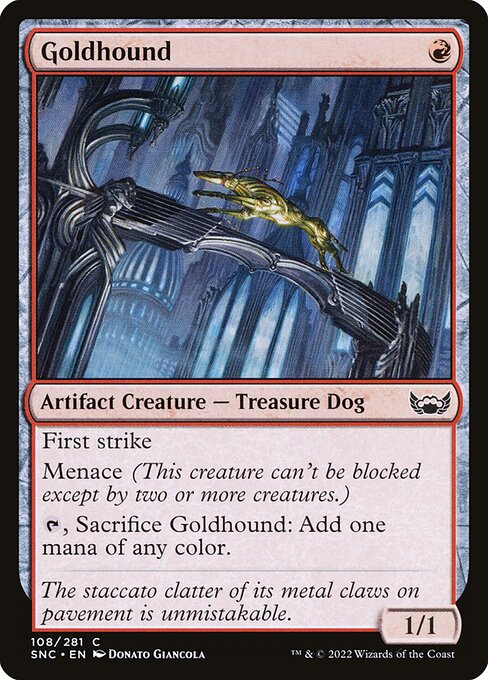 Goldhound
Artifact Creature — Treasure Dog
First strike
Menace (This creature can't be blocked
except by two or more creatures.)
, Sacrifice Goldhound: Add one
mana of any color.
The staccato clatter of its metal claws on
pavement is unmistakable.
1/1
108/281 C
SNC • EN Donato Giancola
™ & © 2022 Wizards of the Coast